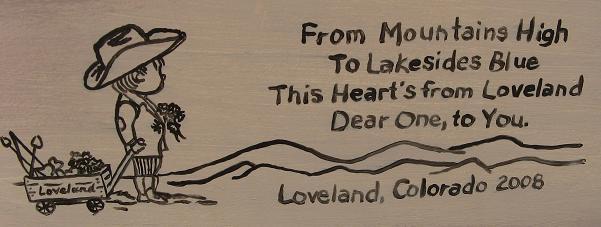 From Mountains High
To Lakesides Blue
This Heart's from Loveland
Dear One, to You.
Loveland
Loveland, Colorado 2008